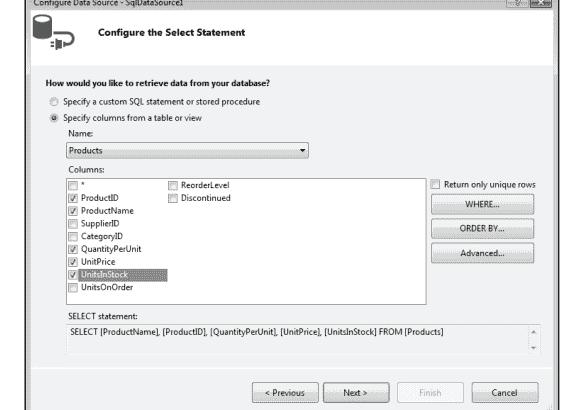 Configure Data Source - SqlDataSource1
Configure the Select Statement
How would you like to retrieve data from your database?
Specify a custom SQL statement or stored procedure
Specify columns from a table or view
Name:
Products
Columns:
*
ReorderLevel
Return only unique rows
ProductID
Discontinued
ProductName
WHERE...
SupplierID
CategoryID
ORDER BY...
QuantityPerUnit
UnitPrice
Advanced...
UnitsInStock
UnitsOnOrder
SELECT statement:
SELECT [ProductName], [ProductID], [QuantityPerUnit], [UnitPrice], [UnitsInStock] FROM [Products]
< Previous
Next >
Finish
Cancel